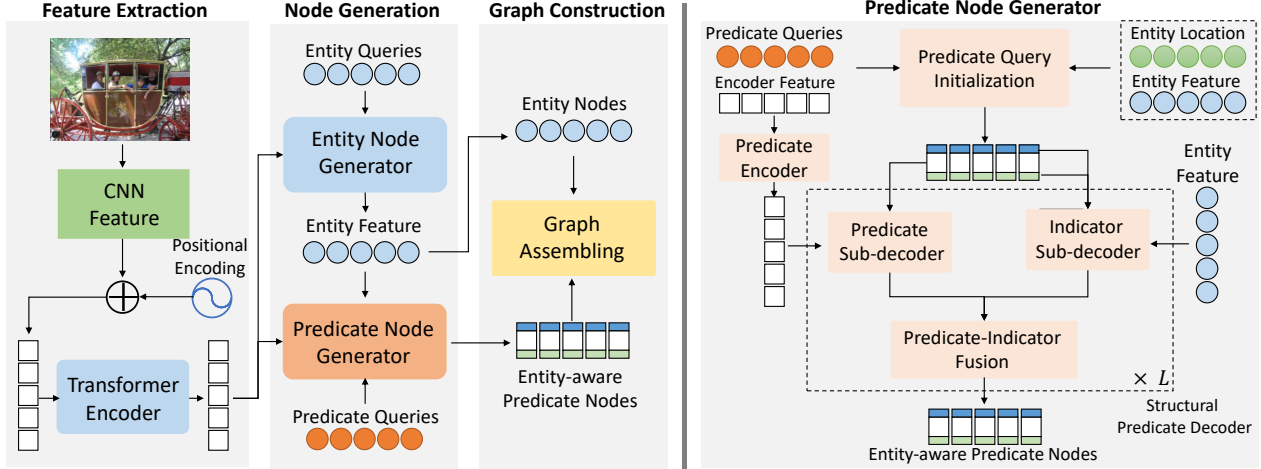 Feature Extraction
Node Generation
Graph Construction
Entity Queries
Entity Node
Generator
Entity Nodes
CNN
Feature
Positional
Encoding
Entity Feature
Graph
Assembling
Predicate Node
Generator
Transformer
Encoder
Entity-aware
Predicate Nodes
Predicate Queries
Predicate Node Generator
Predicate Queries
Encoder Feature
Predicate Query
Initialization
Entity Location
Entity Feature
Predicate
Encoder
Entity
Feature
Predicate
Sub-decoder
Indicator
Sub-decoder
Predicate-Indicator
Fusion
× L
Structural
Predicate Decoder
Entity-aware Predicate Nodes